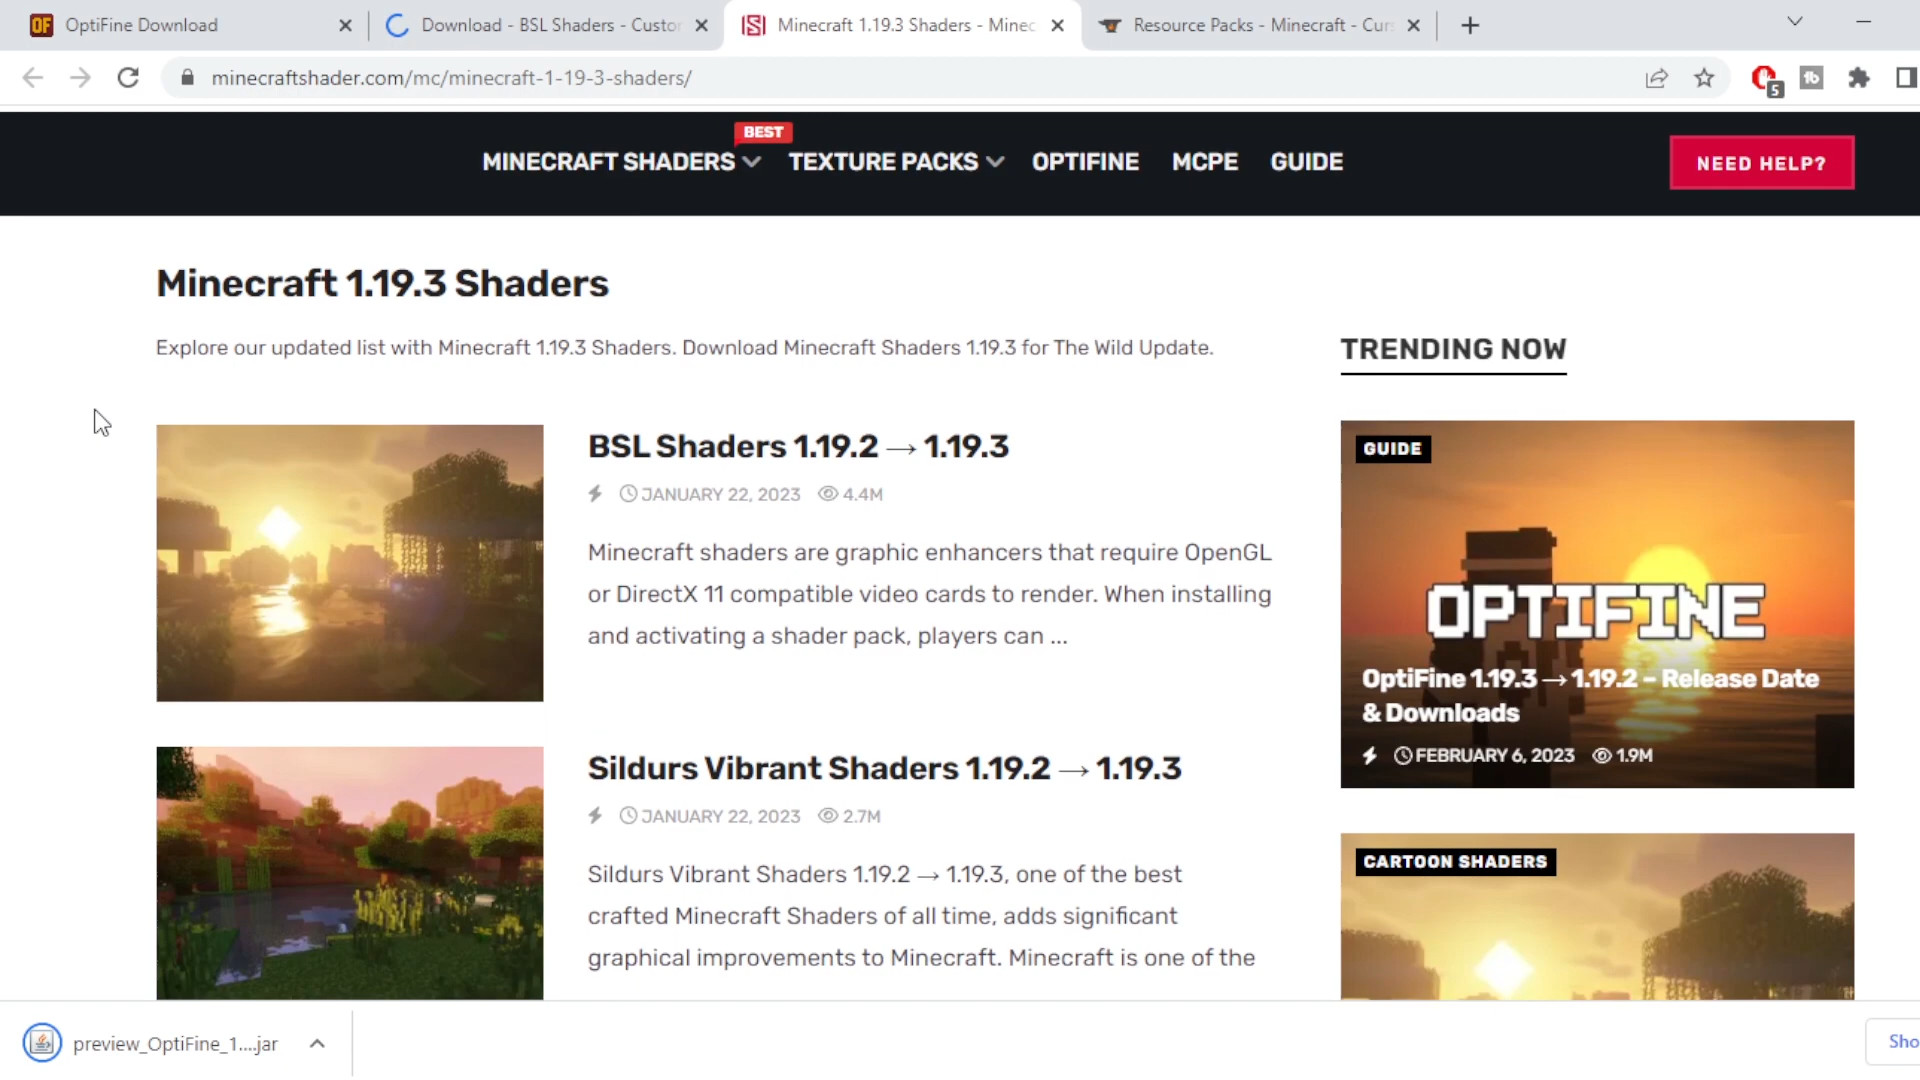 OF OptiFine Download
Download - BSL Shaders - Custor
Minecraft 1.19.3 Shaders - Minec
Resource Packs - Minecraft - Curs
minecraftshader.com/mc/minecraft-1-19-3-shaders/
5
tb
BEST
MINECRAFT SHADERS
TEXTURE PACKS
OPTIFINE
MCPE
GUIDE
NEED HELP?
Minecraft 1.19.3 Shaders
Explore our updated list with Minecraft 1.19.3 Shaders. Download Minecraft Shaders 1.19.3 for The Wild Update.
BSL Shaders 1.19.2 → 1.19.3
JANUARY 22, 2023 4.4M
Minecraft shaders are graphic enhancers that require OpenGL
or DirectX 11 compatible video cards to render. When installing
and activating a shader pack, players can ...
Sildurs Vibrant Shaders 1.19.2 → 1.19.3
JANUARY 22, 2023 2.7M
Sildurs Vibrant Shaders 1.19.2 → 1.19.3, one of the best
crafted Minecraft Shaders of all time, adds significant
graphical improvements to Minecraft. Minecraft is one of the
TRENDING NOW
GUIDE
OPTIFINE
OptiFine 1.19.3 → 1.19.2 – Release Date
& Downloads
FEBRUARY 6, 2023 1.9M
CARTOON SHADERS
preview_OptiFine_1....jar
Sho